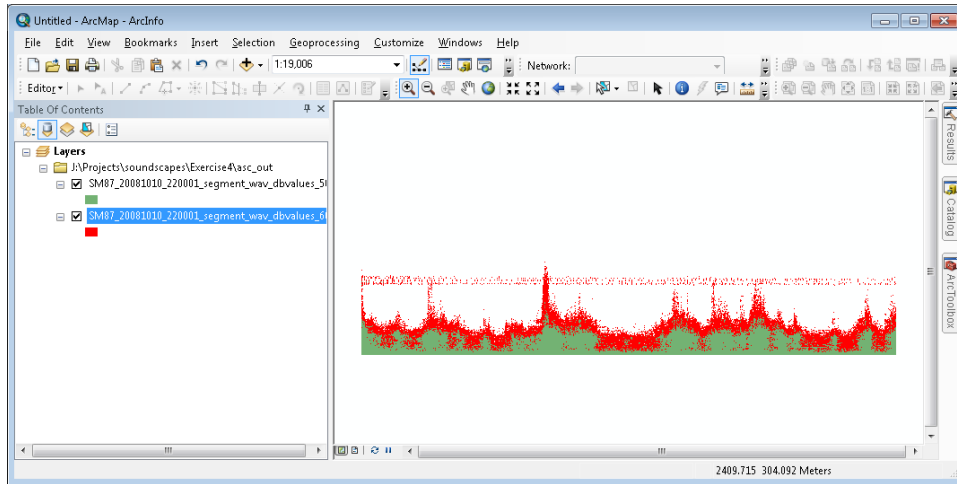 Untitled - ArcMap - ArcInfo
File Edit View Bookmarks Insert Selection Geoprocessing Customize Windows Help
1:19,006 Network:
Editor
Table Of Contents
Layers
J:\Projects\soundscapes\Exercise4\asc_out
SM87_20081010_220001_segment_wav_dbvalues_5
SM87_20081010_220001_segment_wav_dbvalues_6
Results
Catalog
ArcToolbox
2409.715 304.092 Meters